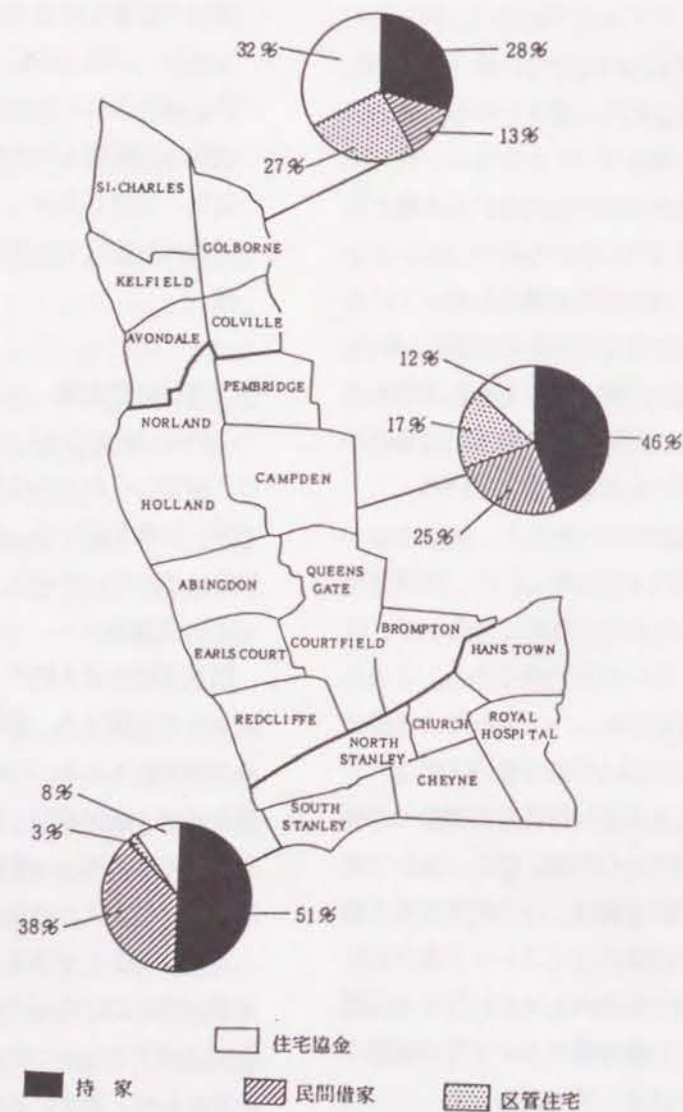 32%
28%
13%
27%
SI.CHARLES
GOLBORNE
KELFIELD
COLVILLE
AVONDALE
PEMBRIDGE
NORLAND
12%
17%
46%
25%
CAMPDEN
HOLLAND
QUEENS
GATE
ABINGDON
BROMPTON
HANS TOWN
EARLS COURT
COURTFIELD
REDCLIFFE
CHURCH
ROYAL
HOSPITAL
NORTH
STANLEY
CHEYNE
SOUTH
STANLEY
8%
3%
38%
51%
住宅協金
持 家
民間借家
区管住宅